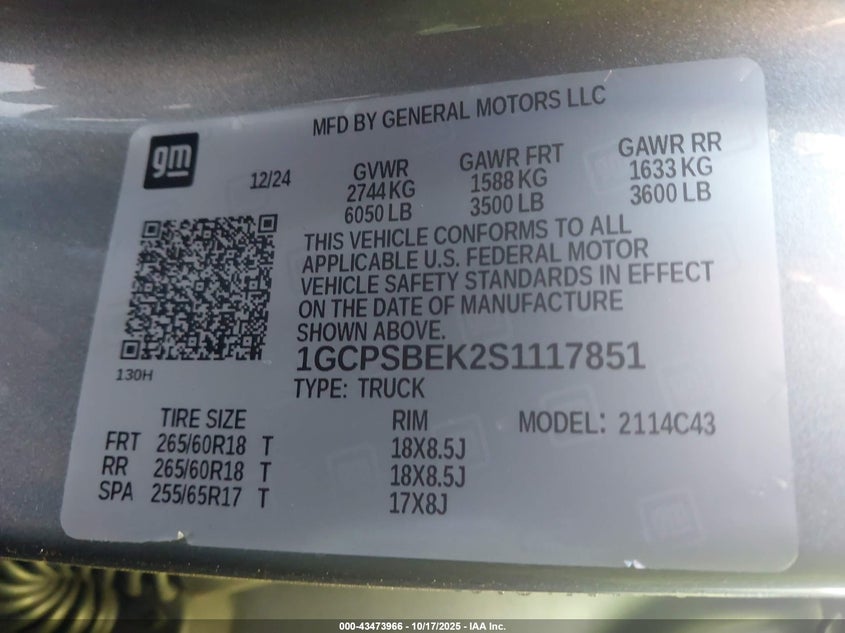 MFD BY GENERAL MOTORS LLC
gm
12/24
GVWR GAWR FRT GAWR RR
2744 KG 1588 KG 1633 KG
6050 LB 3500 LB 3600 LB
THIS VEHICLE CONFORMS TO ALL
APPLICABLE U.S. FEDERAL MOTOR
VEHICLE SAFETY STANDARDS IN EFFECT
ON THE DATE OF MANUFACTURE
SHOWN ABOVE.
1GCPSBEK2S1117851
130H
TYPE: TRUCK
TIRE SIZE RIM MODEL: 2114C43
FRT 265/60R18 T 18X8.5J
RR 265/60R18 T 18X8.5J
SPA 255/65R17 T 17X8J
gm
000-43473966 - 10/17/2025 - IAA Inc.